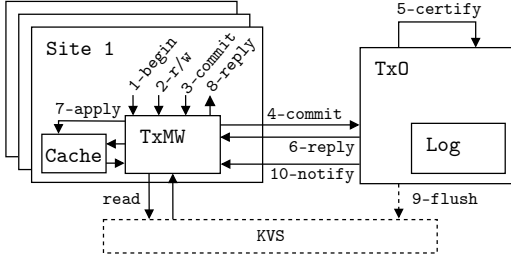 5-certify
Site 1
1-begin
2-r/w
3-commit
8-reply
TxO
7-apply
4-commit
TxMW
Cache
6-reply
Log
10-notify
read
9-flush
KVS